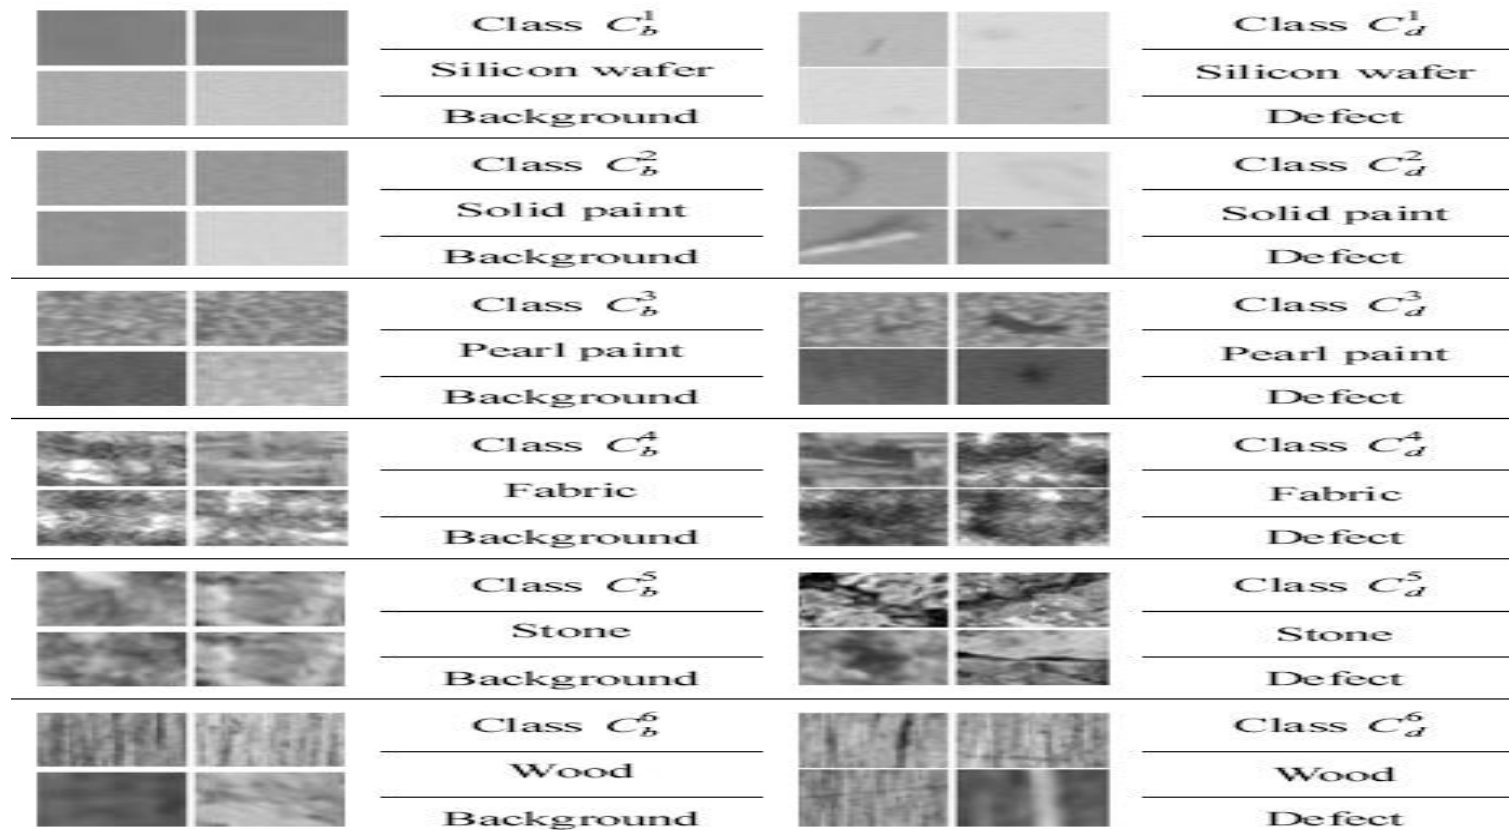 Class C_b^1
Silicon wafer
Background
Class C_d^1
Silicon wafer
Defect
Class C_b^2
Solid paint
Background
Class C_d^2
Solid paint
Defect
Class C_b^3
Pearl paint
Background
Class C_d^3
Pearl paint
Defect
Class C_b^4
Fabric
Background
Class C_d^4
Fabric
Defect
Class C_b^5
Stone
Background
Class C_d^5
Stone
Defect
Class C_b^6
Wood
Background
Class C_d^6
Wood
Defect